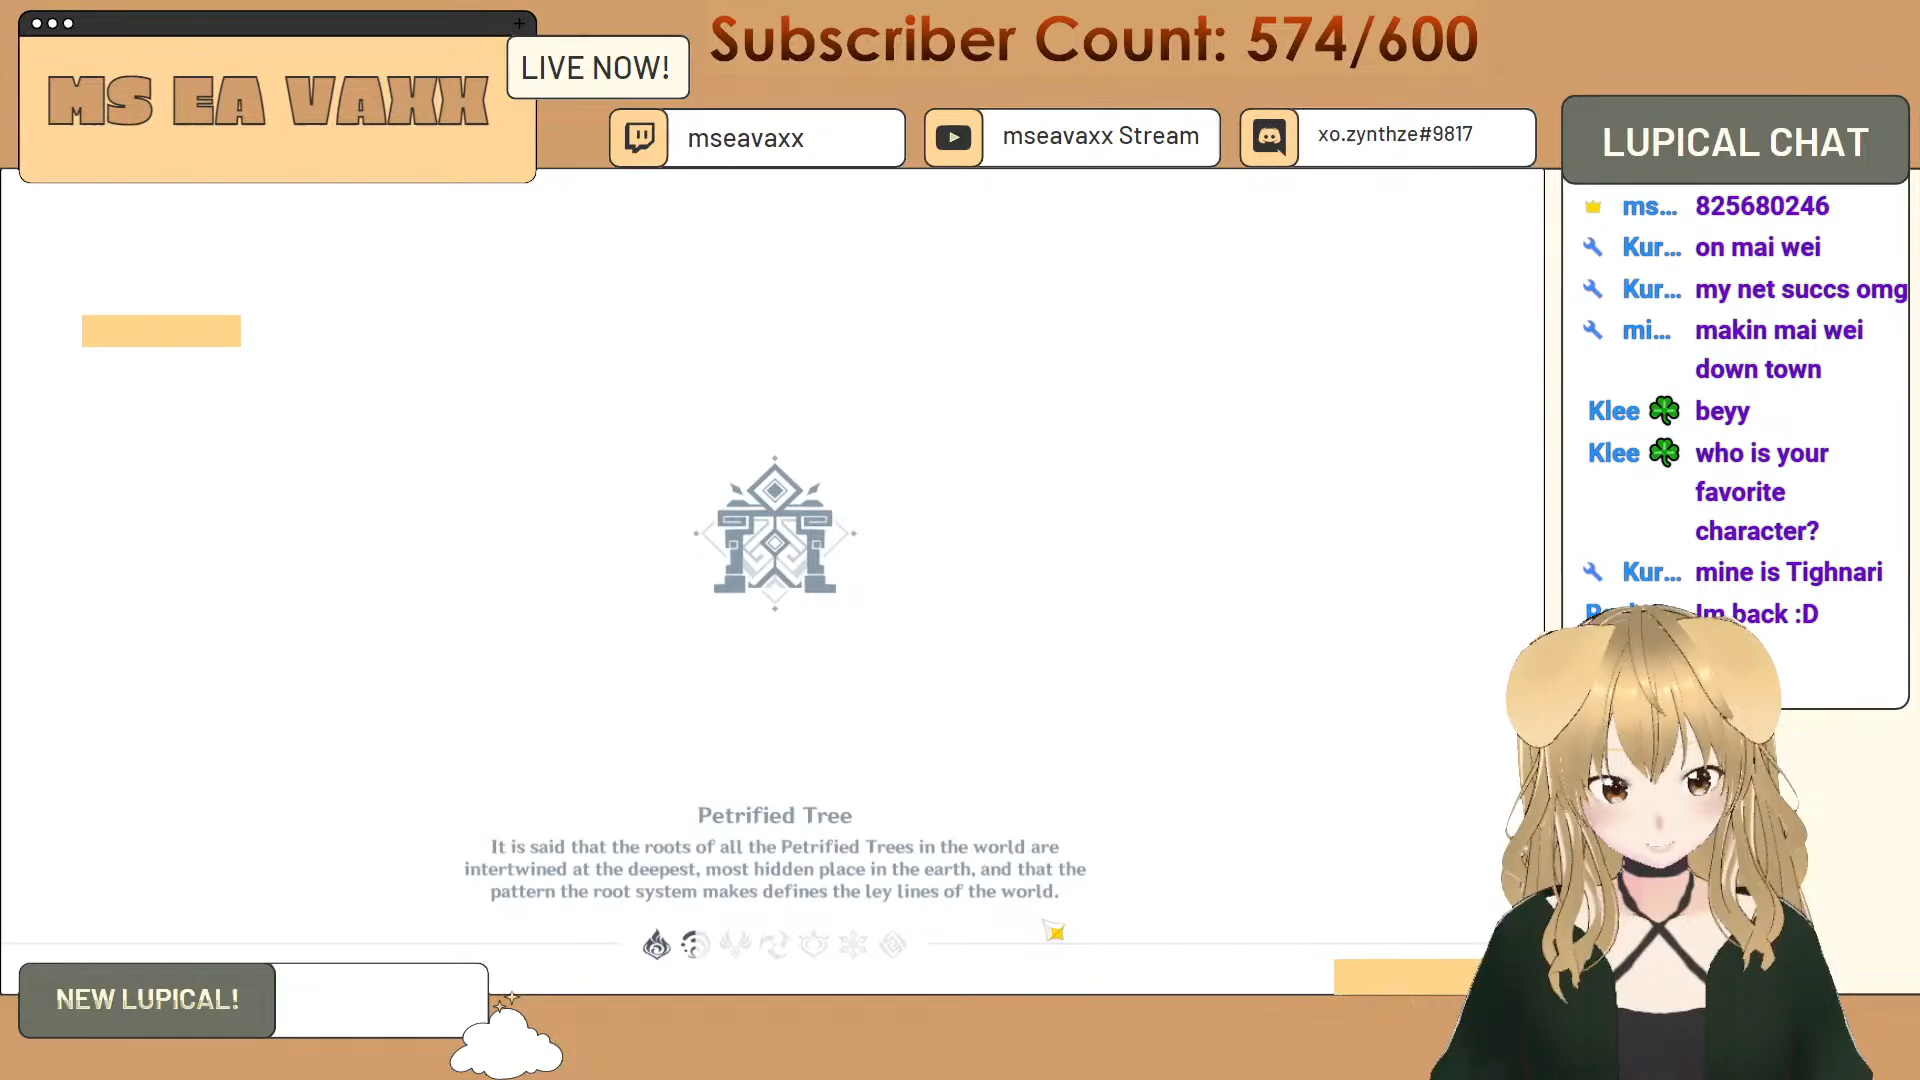 MS EA VAXX
LIVE NOW!
Subscriber Count: 574/600
mseavaxx
mseavaxx Stream
xo.zynthze#9817
LUPICAL CHAT
ms... 825680246
Kur... on mai wei
Kur... my net succs omg
mi... makin mai wei
down town
Klee ☘ beyy
Klee ☘ who is your
favorite
character?
Kur... mine is Tighnari
Im back :D
Petrified Tree
It is said that the roots of all the Petrified Trees in the world are
intertwined at the deepest, most hidden place in the earth, and that the
pattern the root system makes defines the ley lines of the world.
NEW LUPICAL!